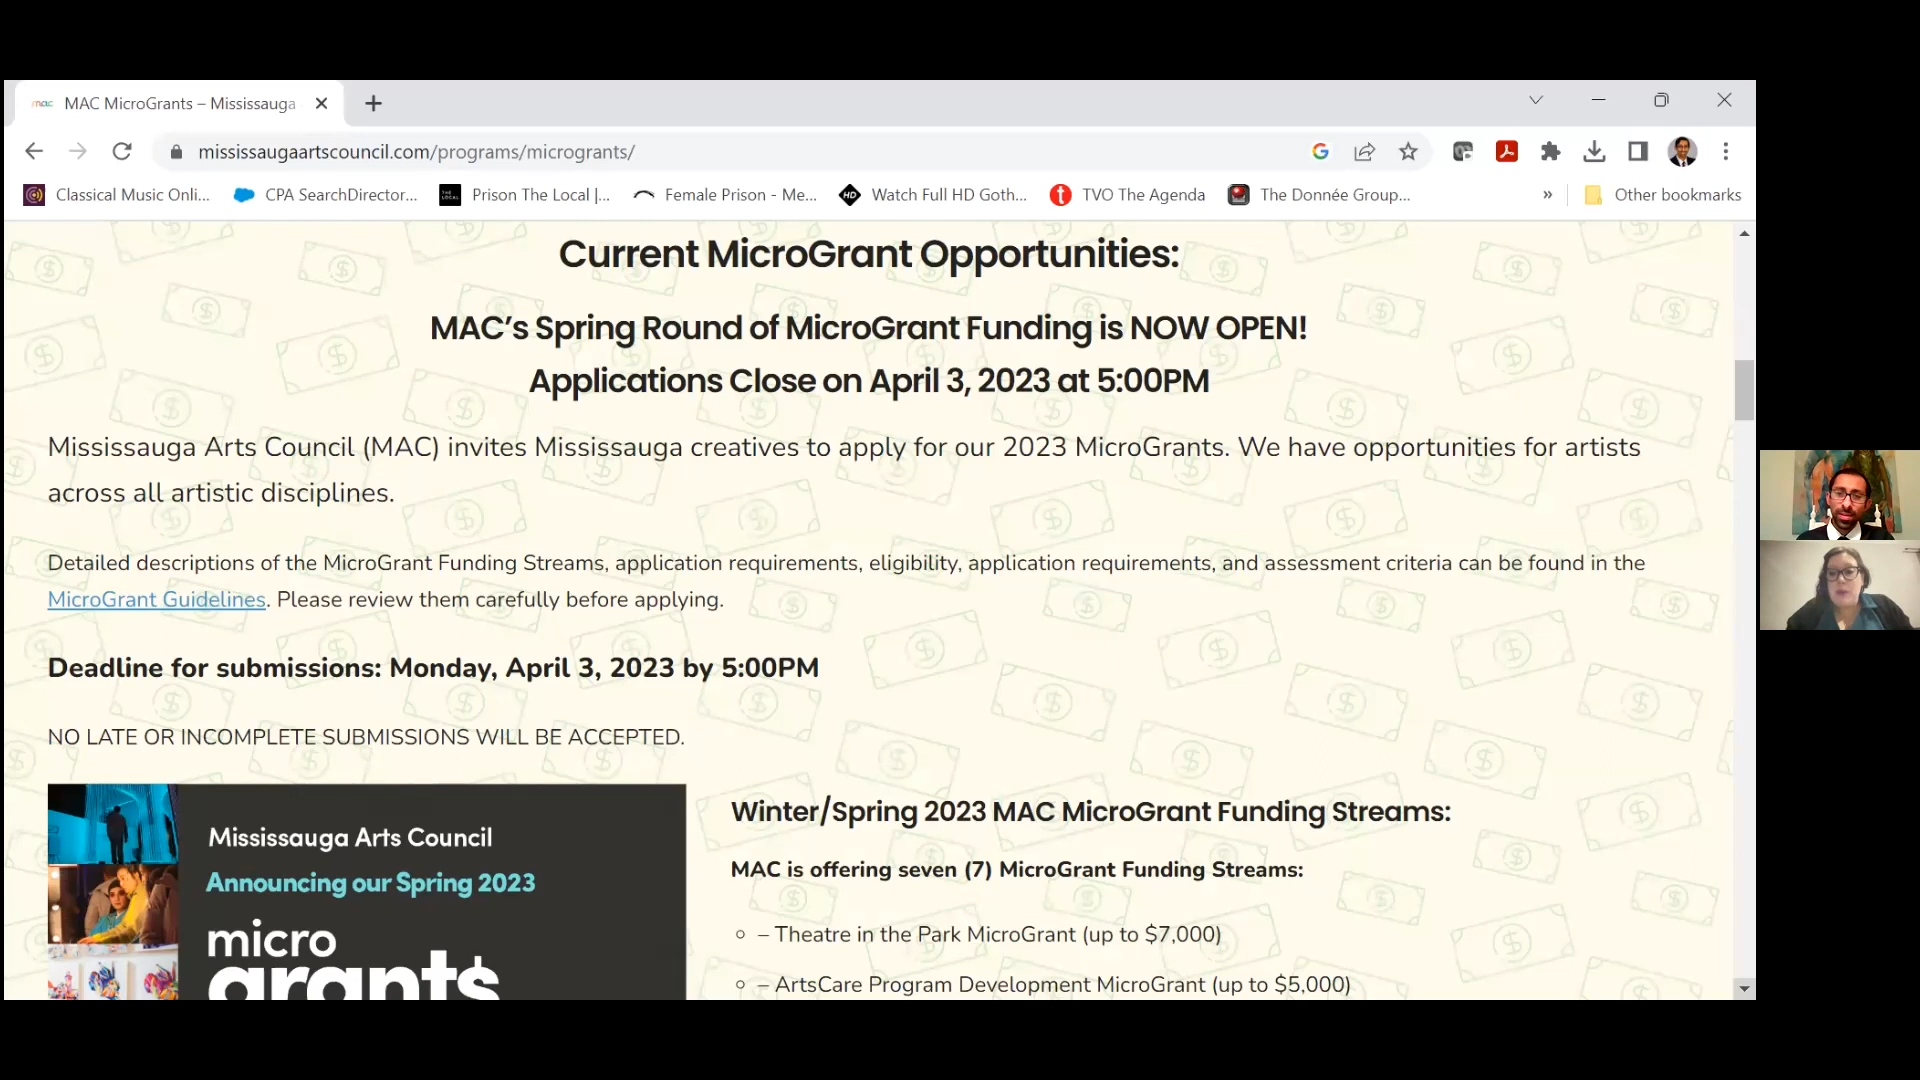 mac MAC MicroGrants – Mississauga
mississaugaartscouncil.com/programs/microgrants/
Classical Music Onli... CPA SearchDirector... THE LOCAL Prison The Local |... Female Prison - Me... HD Watch Full HD Goth... t TVO The Agenda The Donnée Group... » Other bookmarks
Current MicroGrant Opportunities:
MAC’s Spring Round of MicroGrant Funding is NOW OPEN!
Applications Close on April 3, 2023 at 5:00PM
Mississauga Arts Council (MAC) invites Mississauga creatives to apply for our 2023 MicroGrants. We have opportunities for artists
across all artistic disciplines.
Detailed descriptions of the MicroGrant Funding Streams, application requirements, eligibility, application requirements, and assessment criteria can be found in the
MicroGrant Guidelines. Please review them carefully before applying.
Deadline for submissions: Monday, April 3, 2023 by 5:00PM
NO LATE OR INCOMPLETE SUBMISSIONS WILL BE ACCEPTED.
Mississauga Arts Council
Announcing our Spring 2023
micro
grants
Winter/Spring 2023 MAC MicroGrant Funding Streams:
MAC is offering seven (7) MicroGrant Funding Streams:
– Theatre in the Park MicroGrant (up to $7,000)
– ArtsCare Program Development MicroGrant (up to $5,000)